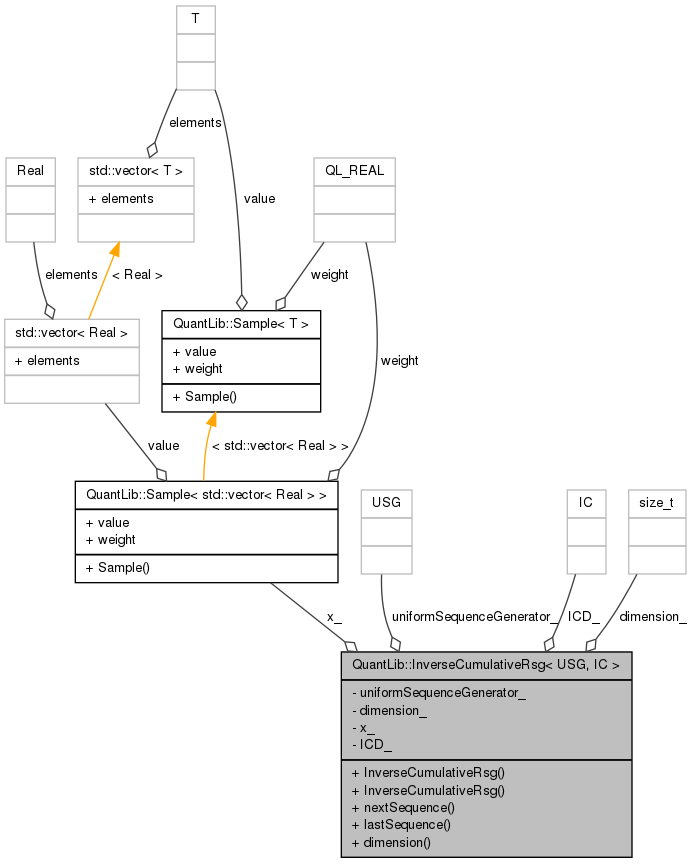 T
elements
Real
std::vector< T >
+ elements
QL_REAL
value
elements
< Real >
weight
std::vector< Real >
+ elements
QuantLib::Sample< T >
+ value
+ weight
+ Sample()
weight
value
< std::vector< Real > >
QuantLib::Sample< std::vector< Real > >
+ value
+ weight
+ Sample()
USG
IC
size_t
x_
uniformSequenceGenerator_
ICD_
dimension_
QuantLib::InverseCumulativeRsg< USG, IC >
- uniformSequenceGenerator_
- dimension_
- x_
- ICD_
+ InverseCumulativeRsg()
+ InverseCumulativeRsg()
+ nextSequence()
+ lastSequence()
+ dimension()